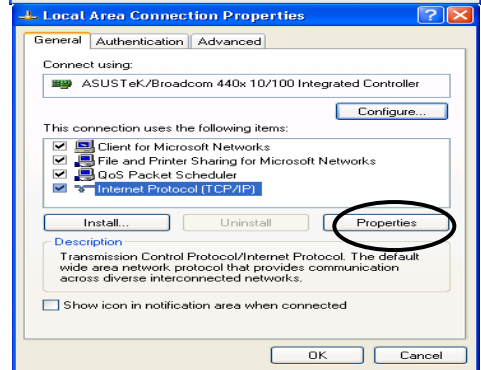 Local Area Connection Properties
General Authentication Advanced
Connect using:
ASUSTeK/Broadcom 440x 10/100 Integrated Controller
Configure...
This connection uses the following items:
Client for Microsoft Networks
File and Printer Sharing for Microsoft Networks
QoS Packet Scheduler
Internet Protocol (TCP/IP)
Install... Uninstall Properties
Description
Transmission Control Protocol/Internet Protocol. The default
wide area network protocol that provides communication
across diverse interconnected networks.
Show icon in notification area when connected
OK Cancel